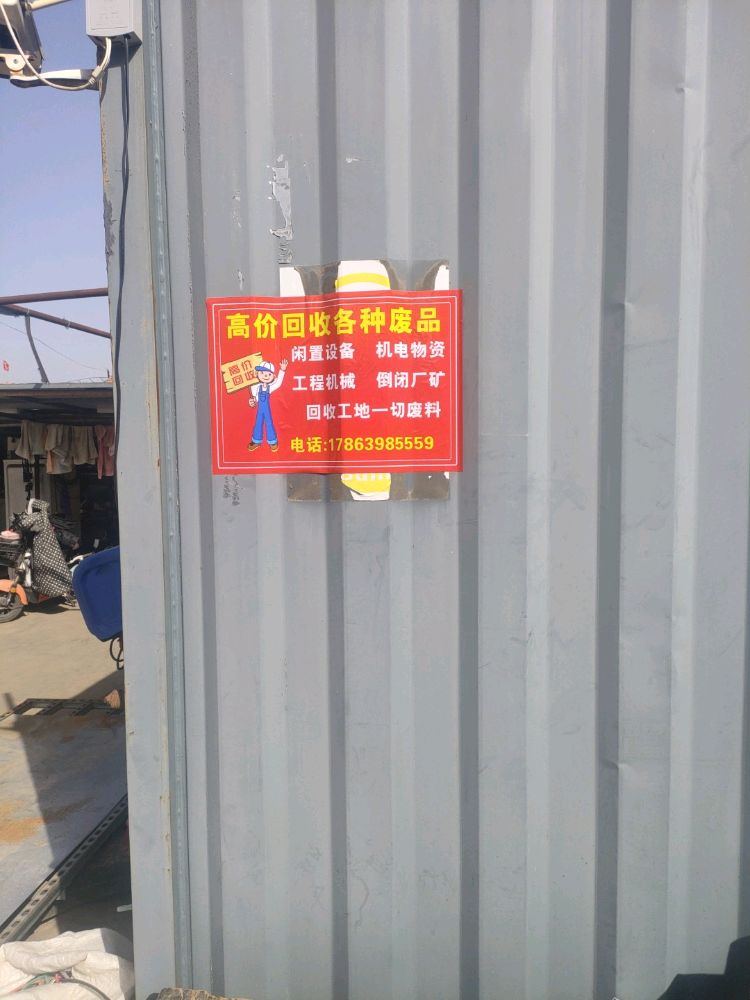 高价回收各种废品
闲置设备 机电物资
高价
回收
工程机械 倒闭厂矿
回收工地一切废料
电话:17863985559